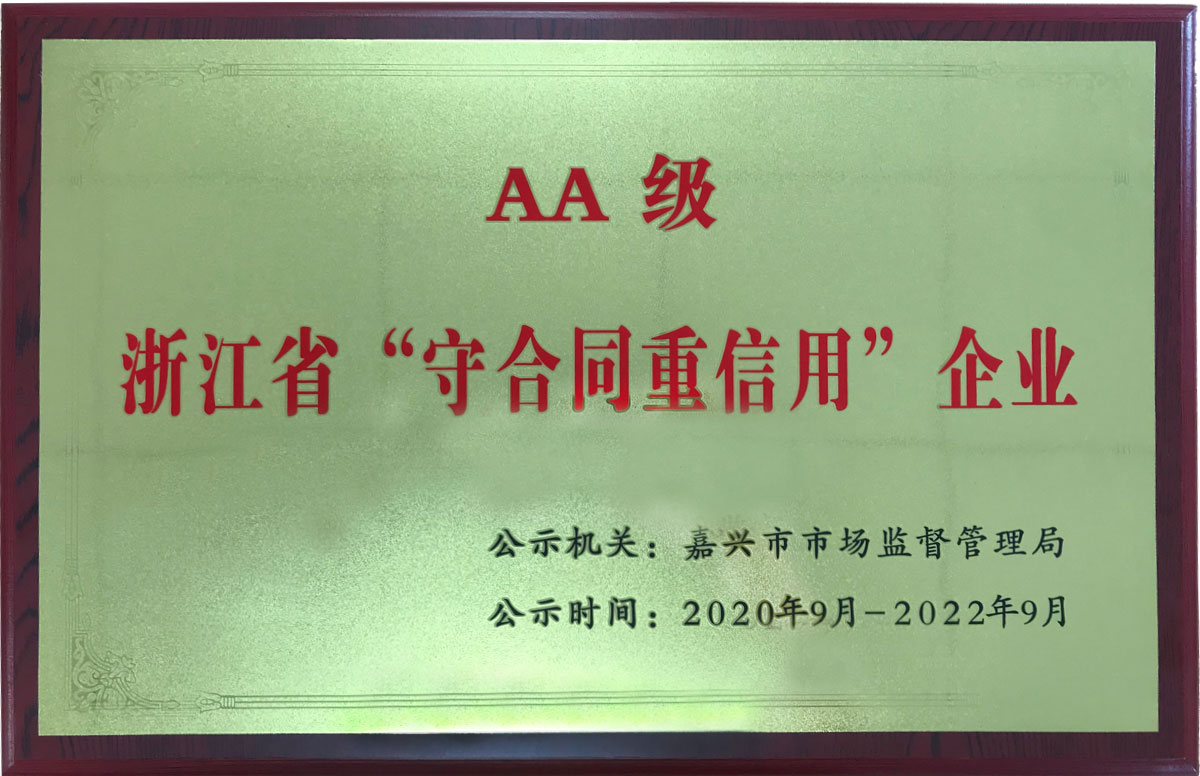 AA 级
浙江省“守合同重信用”企业
公示机关：嘉兴市市场监督管理局
公示时间：2020年9月-2022年9月